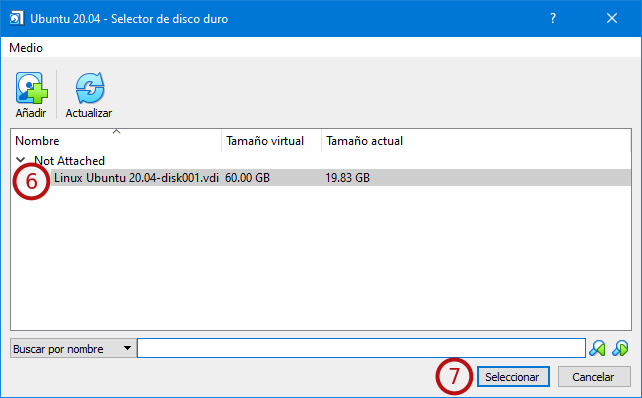 Ubuntu 20.04 - Selector de disco duro ?
Medio
Añadir Actualizar
Nombre Tamaño virtual Tamaño actual
Not Attached
6 Linux Ubuntu 20.04-disk001.vdi 60.00 GB 19.83 GB
Buscar por nombre
7 Seleccionar Cancelar